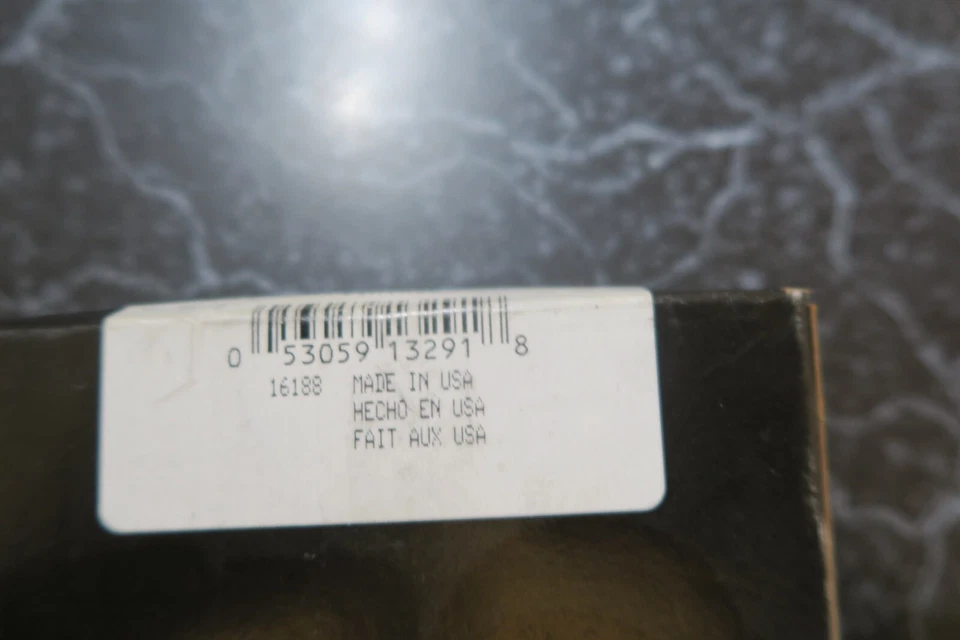 0 53059 13291 8
16188 MADE IN USA
HECHO EN USA
FAIT AUX USA